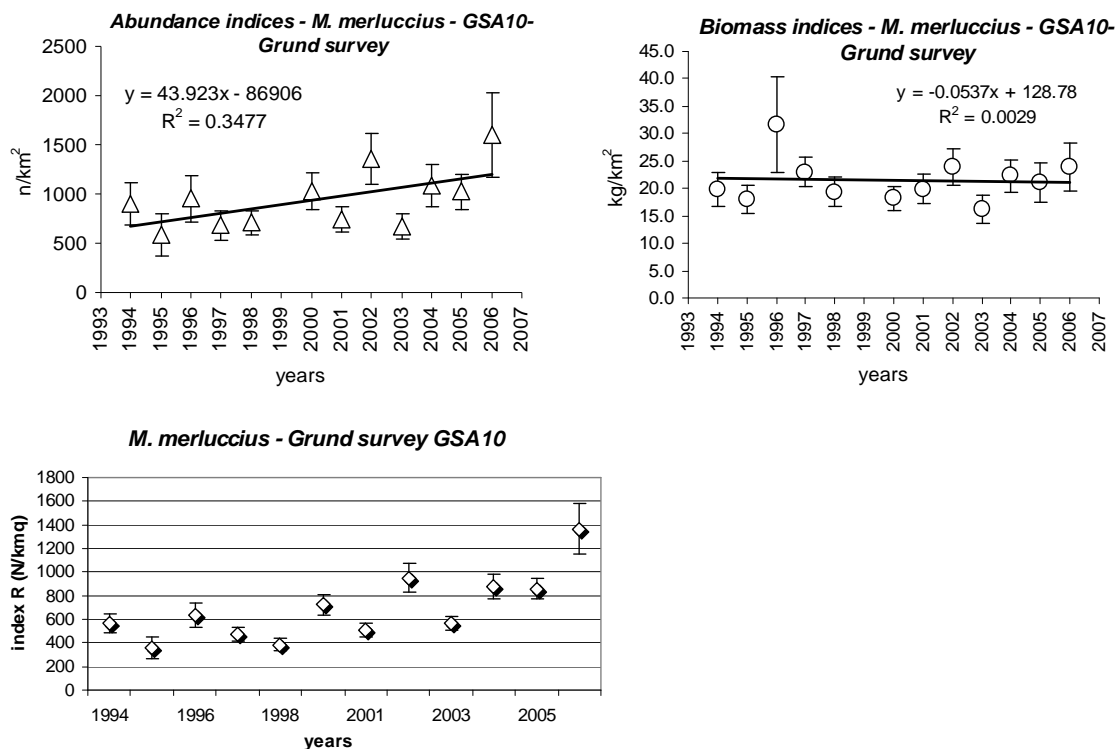 Abundance indices - M. merluccius - GSA10-
Grund survey
y = 43.923x - 86906
R² = 0.3477
2500
2000
1500
1000
500
0
n/km²
1993 1994 1995 1996 1997 1998 1999 2000 2001 2002 2003 2004 2005 2006 2007
years
Biomass indices - M. merluccius - GSA10-
Grund survey
y = -0.0537x + 128.78
R² = 0.0029
45.0
40.0
35.0
30.0
25.0
20.0
15.0
10.0
5.0
0.0
kg/km²
1993 1994 1995 1996 1997 1998 1999 2000 2001 2002 2003 2004 2005 2006 2007
years
M. merluccius - Grund survey GSA10
1800
1600
1400
1200
1000
800
600
400
200
0
index R (N/kmq)
1994 1996 1998 2001 2003 2005
years